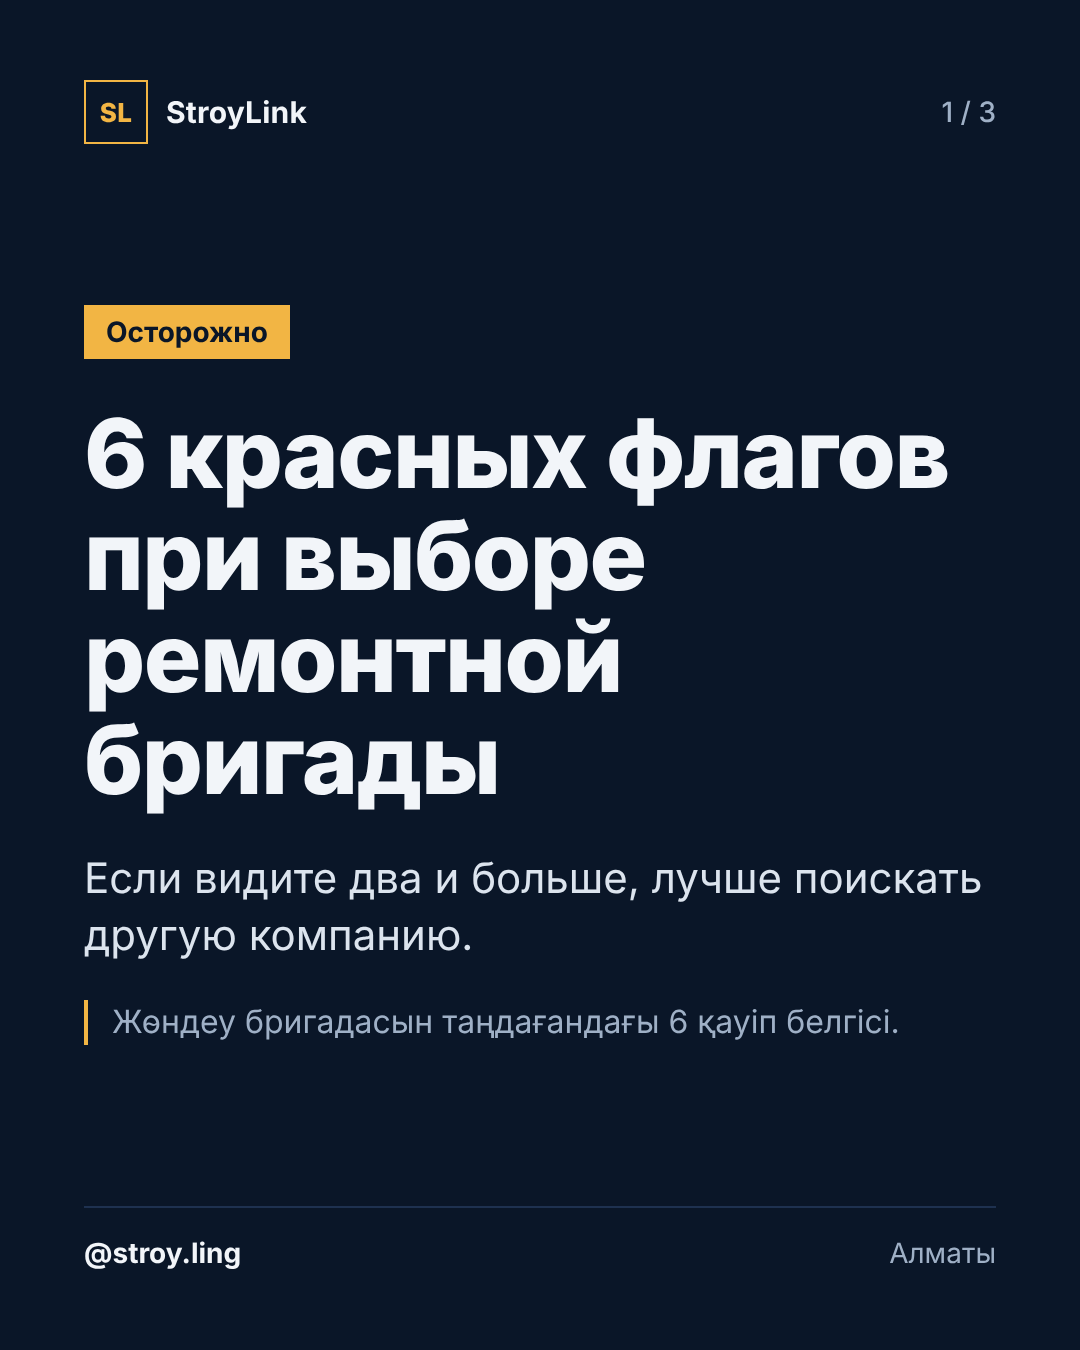 SL StroyLink 1 / 3
Осторожно
6 красных флагов
при выборе
ремонтной
бригады
Если видите два и больше, лучше поискать
другую компанию.
Жөндеу бригадасын таңдағандағы 6 қауіп белгісі.
@stroy.ling Алматы